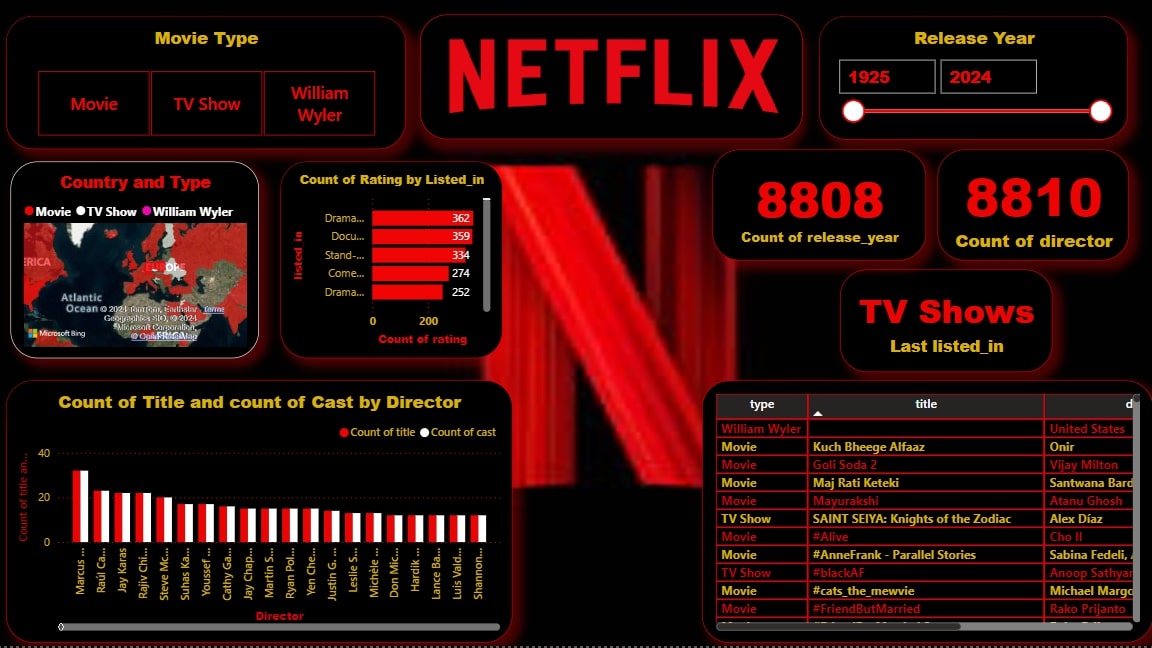 Movie Type
Movie
TV Show
William
Wyler
NETFLIX
Release Year
1925
2024
Country and Type
Movie TV Show William Wyler
ERICA
EUROPE
Atlantic
Ocean
© 2024 TomTom, Earthstar
Geographics SIO, © 2024
Microsoft Corporation,
© OpenStreetMap
Terms
Microsoft Bing
Count of Rating by Listed_in
listed_in
Drama... 362
Docu... 359
Stand-... 334
Come... 274
Drama... 252
0 200
Count of rating
8808
Count of release_year
8810
Count of director
TV Shows
Last listed_in
Count of Title and count of Cast by Director
Count of title Count of cast
Count of title an...
40
20
0
Marcus ...
Raúl Ca...
Jay Karas
Rajiv Chi...
Steve Mc...
Suhas Ka...
Youssef ...
Cathy Ga...
Jay Chap...
Martin S...
Ryan Pol...
Yen Che...
Justin G. ...
Leslie S...
Michèle ...
Don Mic...
Hardik ...
Lance Ba...
Luis Vald...
Shannon...
Director
type title d
William Wyler United States
Movie Kuch Bheege Alfaaz Onir
Movie Goli Soda 2 Vijay Milton
Movie Maj Rati Keteki Santwana Bard
Movie Mayurakshi Atanu Ghosh
TV Show SAINT SEIYA: Knights of the Zodiac Alex Díaz
Movie #Alive Cho Il
Movie #AnneFrank - Parallel Stories Sabina Fedeli,
TV Show #blackAF Anoop Sathyan
Movie #cats_the_mewvie Michael Margo
Movie #FriendButMarried Rako Prijanto